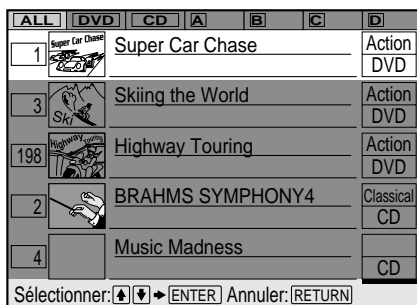 ALL DVD CD A B C D
1 Super Car Chase Super Car Chase Action
DVD
3 Ski Skiing the World Action
DVD
198 Highway Touring Highway Touring Action
DVD
2 BRAHMS SYMPHONY4 Classical
CD
4 Music Madness
CD
Sélectionner: ENTER Annuler: RETURN